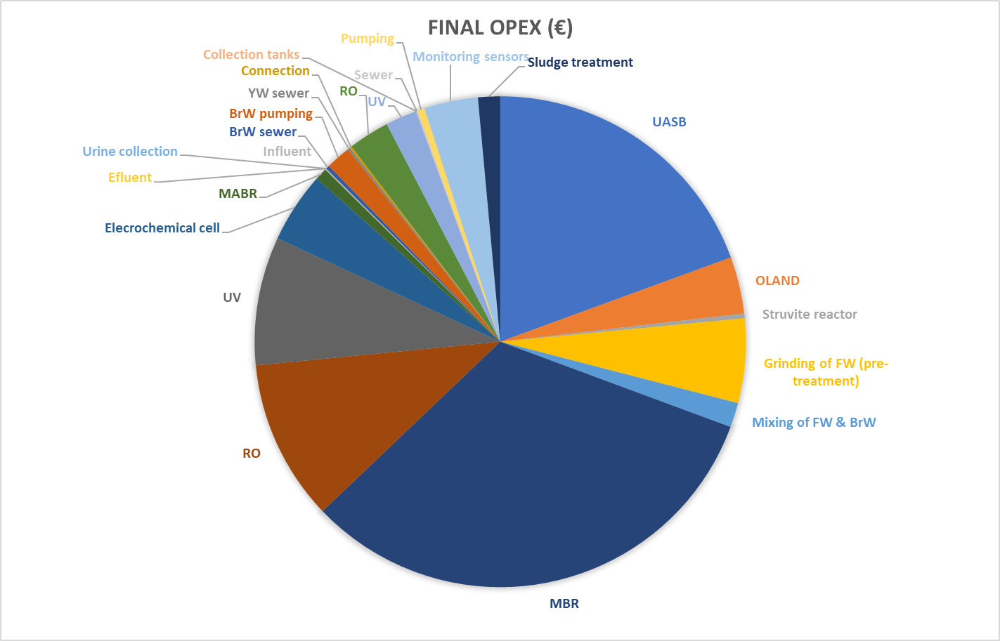 FINAL OPEX (€)
Pumping
Collection tanks
Monitoring sensors
Sludge treatment
Connection
Sewer
YW sewer
RO
UV
BrW pumping
UASB
BrW sewer
Urine collection
Influent
Efluent
MABR
Elecrochemical cell
OLAND
UV
Struvite reactor
Grinding of FW (pre-
treatment)
Mixing of FW & BrW
RO
MBR